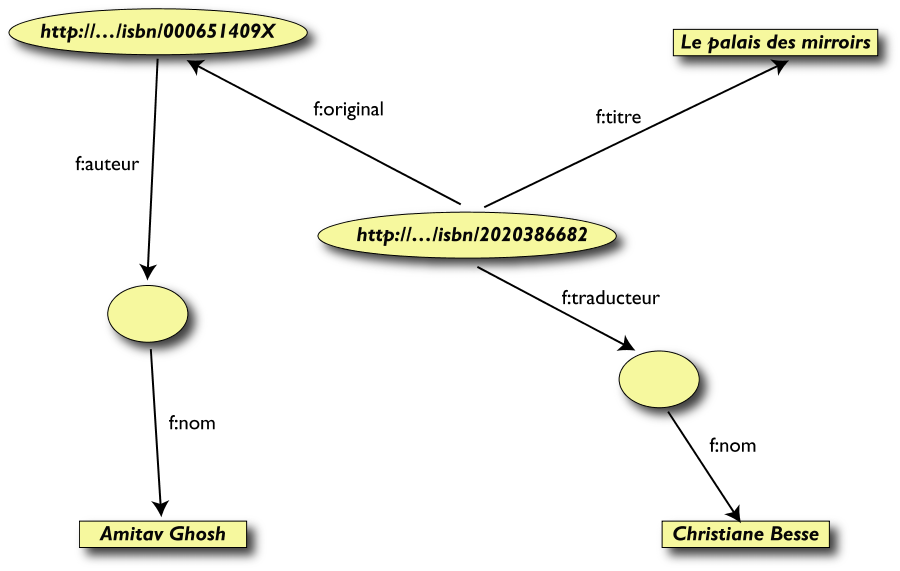 http://…/isbn/000651409X
Le palais des mirroirs
f:original
f:titre
f:auteur
http://…/isbn/2020386682
f:traducteur
f:nom
f:nom
Amitav Ghosh
Christiane Besse